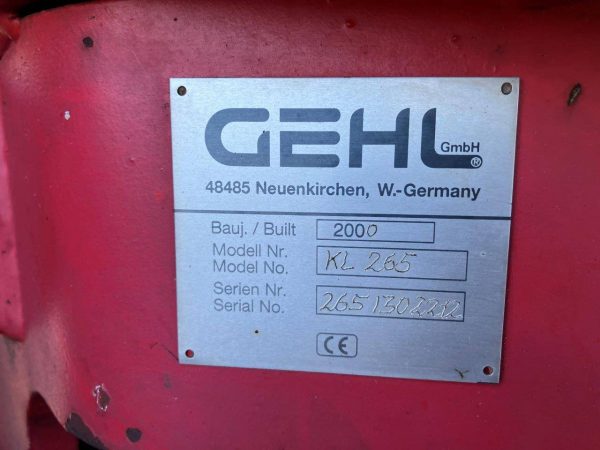 GEHL GmbH ®
48485 Neuenkirchen, W.-Germany
Bauj. / Built 2000
Modell Nr.
Model No. KL 265
Serien Nr.
Serial No. 2651302212
CE